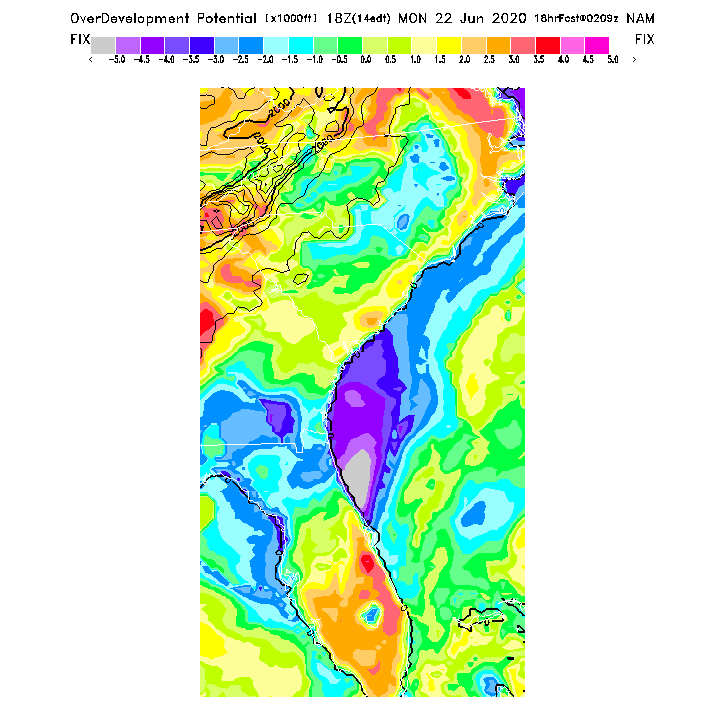 OverDevelopment Potential [x1000ft] 18Z(14edt) MON 22 Jun 2020 18hrFcst@0209z NAM
FIX FIX
< -5.0 -4.5 -4.0 -3.5 -3.0 -2.5 -2.0 -1.5 -1.0 -0.5 0.0 0.5 1.0 1.5 2.0 2.5 3.0 3.5 4.0 4.5 5.0 >
2000
2000